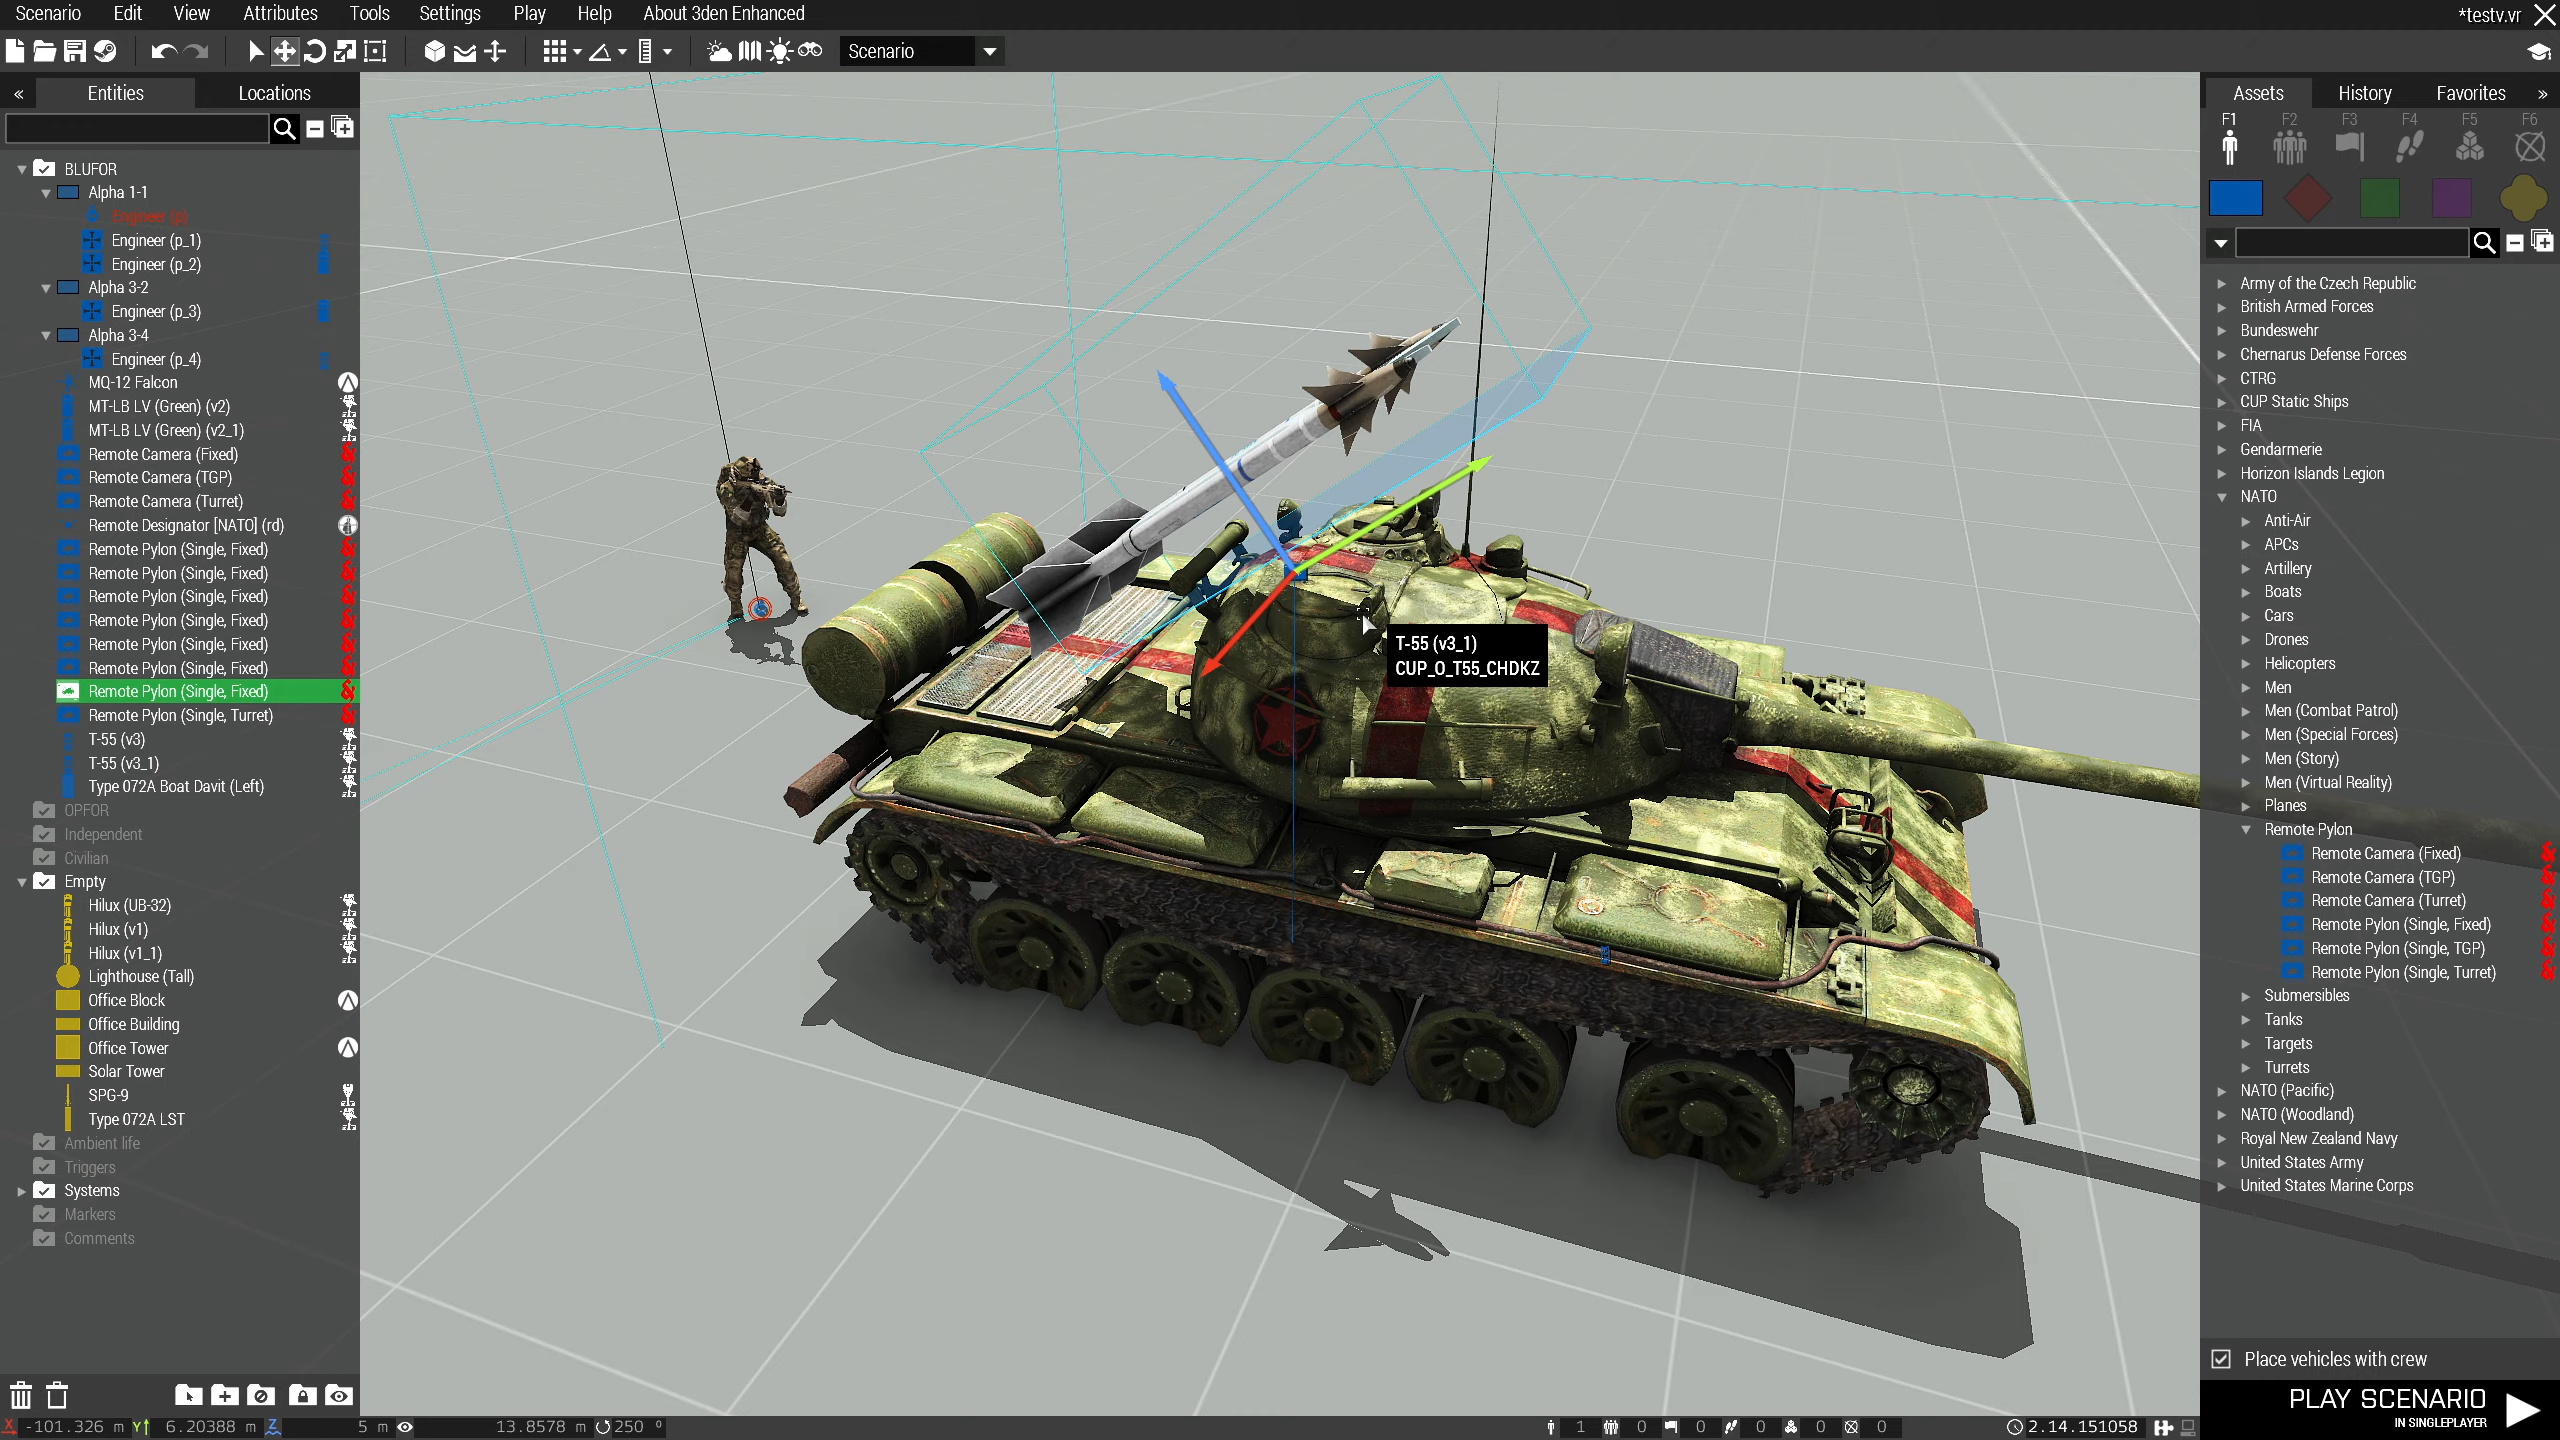 Scenario Edit View Attributes Tools Settings Play Help About 3den Enhanced
*testv.vr
Scenario
Entities Locations
BLUFOR
Alpha 1-1
Engineer (p)
Engineer (p_1)
Engineer (p_2)
Alpha 3-2
Engineer (p_3)
Alpha 3-4
Engineer (p_4)
MQ-12 Falcon
MT-LB LV (Green) (v2)
MT-LB LV (Green) (v2_1)
Remote Camera (Fixed)
Remote Camera (TGP)
Remote Camera (Turret)
Remote Designator [NATO] (rd)
Remote Pylon (Single, Fixed)
Remote Pylon (Single, Fixed)
Remote Pylon (Single, Fixed)
Remote Pylon (Single, Fixed)
Remote Pylon (Single, Fixed)
Remote Pylon (Single, Fixed)
Remote Pylon (Single, Fixed)
Remote Pylon (Single, Turret)
T-55 (v3)
T-55 (v3_1)
Type 072A Boat Davit (Left)
OPFOR
Independent
Civilian
Empty
Hilux (UB-32)
Hilux (v1)
Hilux (v1_1)
Lighthouse (Tall)
Office Block
Office Building
Office Tower
Solar Tower
SPG-9
Type 072A LST
Ambient life
Triggers
Systems
Markers
Comments
T-55 (v3_1)
CUP_O_T55_CHDKZ
Assets History Favorites
F1 F2 F3 F4 F5 F6
Army of the Czech Republic
British Armed Forces
Bundeswehr
Chernarus Defense Forces
CTRG
CUP Static Ships
FIA
Gendarmerie
Horizon Islands Legion
NATO
Anti-Air
APCs
Artillery
Boats
Cars
Drones
Helicopters
Men
Men (Combat Patrol)
Men (Special Forces)
Men (Story)
Men (Virtual Reality)
Planes
Remote Pylon
Remote Camera (Fixed)
Remote Camera (TGP)
Remote Camera (Turret)
Remote Pylon (Single, Fixed)
Remote Pylon (Single, TGP)
Remote Pylon (Single, Turret)
Submersibles
Tanks
Targets
Turrets
NATO (Pacific)
NATO (Woodland)
Royal New Zealand Navy
United States Army
United States Marine Corps
Place vehicles with crew
PLAY SCENARIO
IN SINGLEPLAYER
X -101.326 m Y 6.20388 m Z 5 m 13.8578 m 250 °
1 0 0 0 0 0 2.14.151058